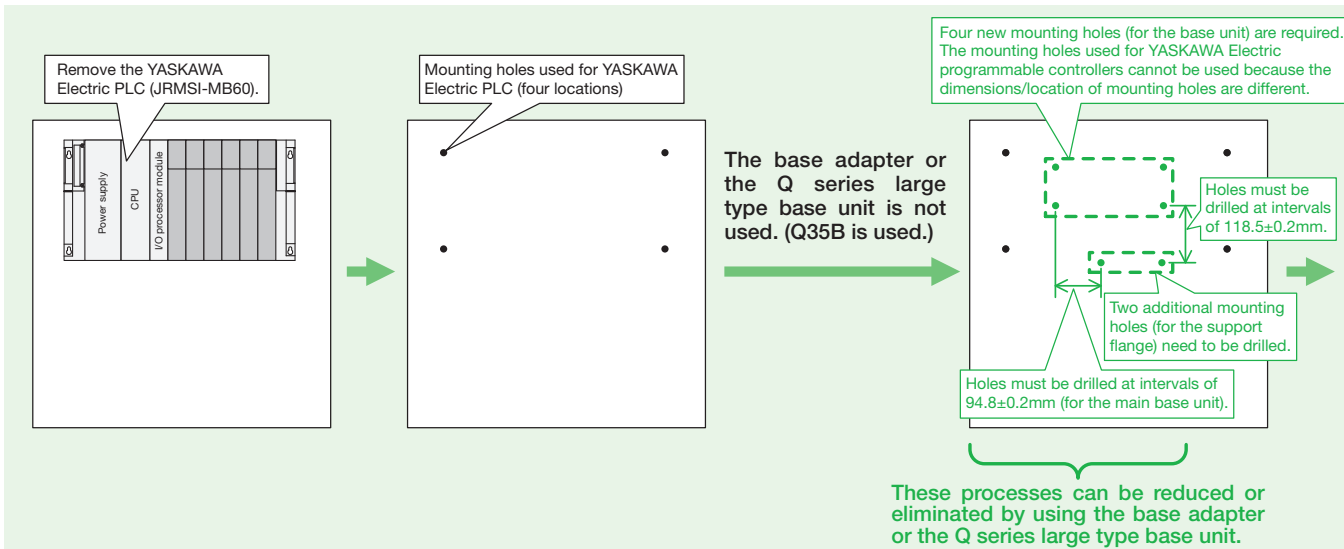 Remove the YASKAWA
Electric PLC (JRMSI-MB60).
Power supply
CPU
I/O processor module
Mounting holes used for YASKAWA
Electric PLC (four locations)
The base adapter or
the Q series large
type base unit is not
used. (Q35B is used.)
Four new mounting holes (for the base unit) are required.
The mounting holes used for YASKAWA Electric
programmable controllers cannot be used because the
dimensions/location of mounting holes are different.
Holes must be
drilled at intervals
of 118.5±0.2mm.
Two additional mounting
holes (for the support
flange) need to be drilled.
Holes must be drilled at intervals of
94.8±0.2mm (for the main base unit).
These processes can be reduced or
eliminated by using the base adapter
or the Q series large type base unit.